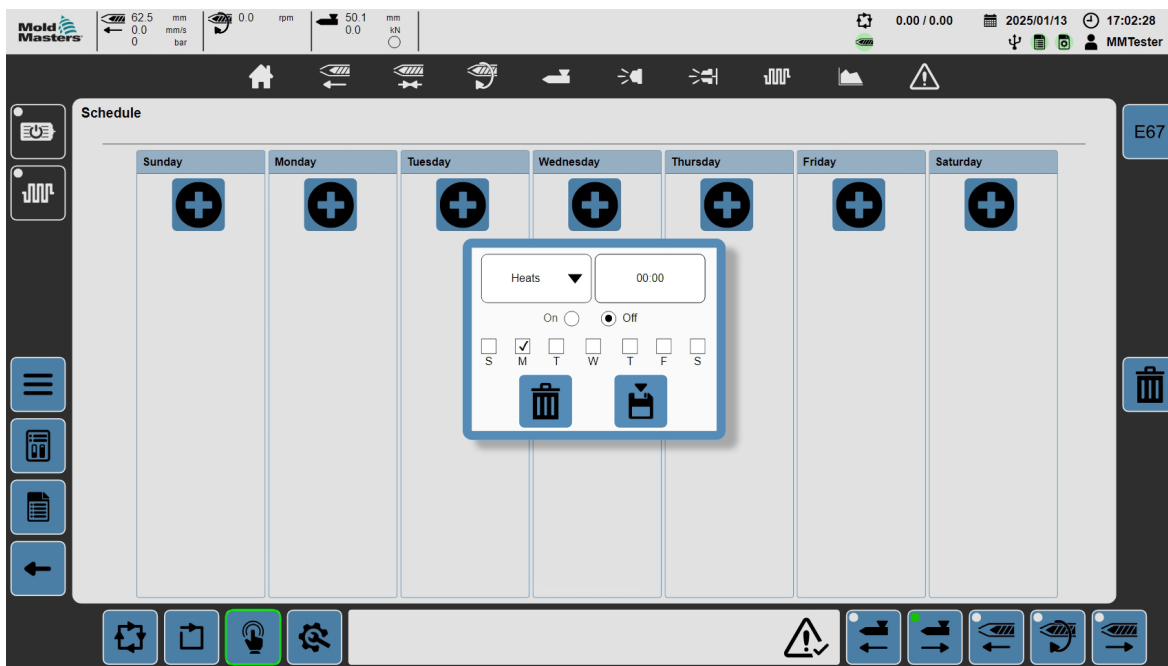 Mold
Masters
62.5 mm
0.0 mm/s
0 bar
0.0 rpm
50.1 mm
0.0 kN
0.00 / 0.00
2025/01/13
17:02:28
MMTester
Schedule
E67
Sunday Monday Tuesday Wednesday Thursday Friday Saturday
Heats 00:00
On Off
S M T W T F S